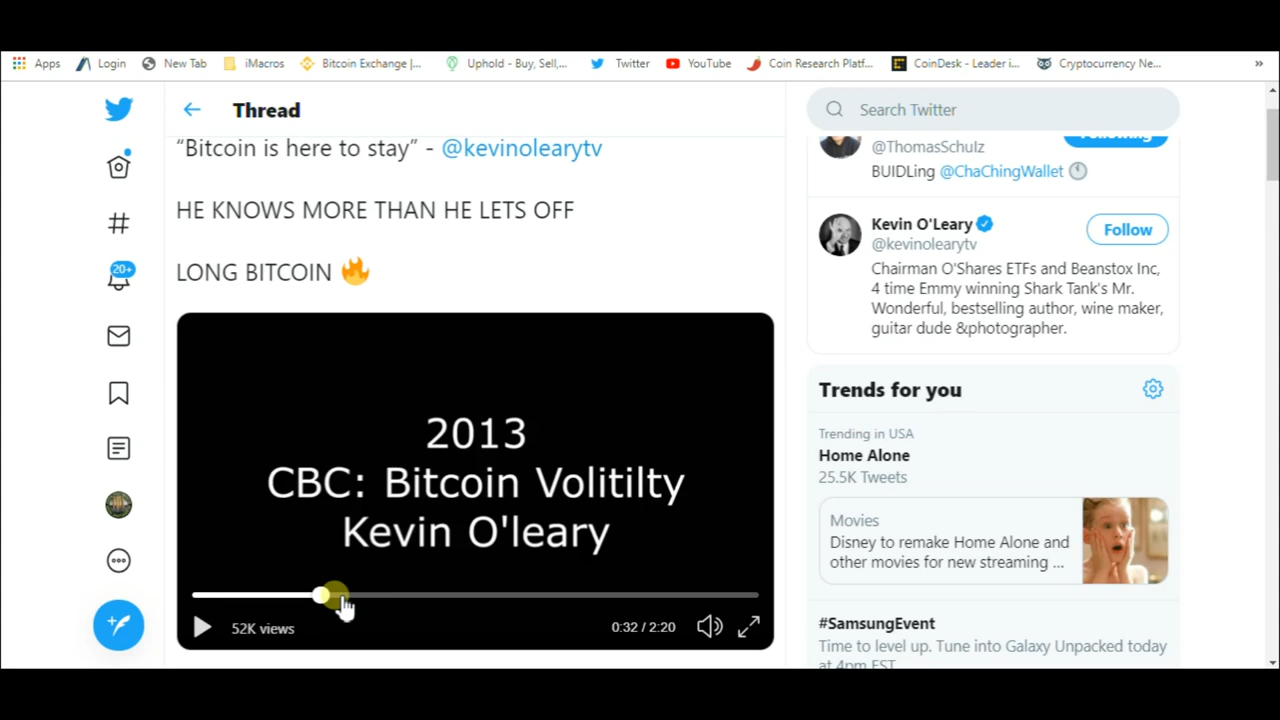 Apps Login New Tab iMacros Bitcoin Exchange |... Uphold - Buy, Sell,... Twitter YouTube Coin Research Platf... CoinDesk - Leader i... Cryptocurrency Ne... »
Thread
“Bitcoin is here to stay” - @kevinolearytv
HE KNOWS MORE THAN HE LETS OFF
LONG BITCOIN 🔥
2013
CBC: Bitcoin Volitilty
Kevin O'leary
52K views
0:32 / 2:20
20+
Search Twitter
Following
@ThomasSchulz
BUIDLing @ChaChingWallet
Kevin O'Leary
@kevinolearytv
Follow
Chairman O'Shares ETFs and Beanstox Inc,
4 time Emmy winning Shark Tank's Mr.
Wonderful, bestselling author, wine maker,
guitar dude &photographer.
Trends for you
Trending in USA
Home Alone
25.5K Tweets
Movies
Disney to remake Home Alone and
other movies for new streaming ...
#SamsungEvent
Time to level up. Tune into Galaxy Unpacked today
at 4pm EST